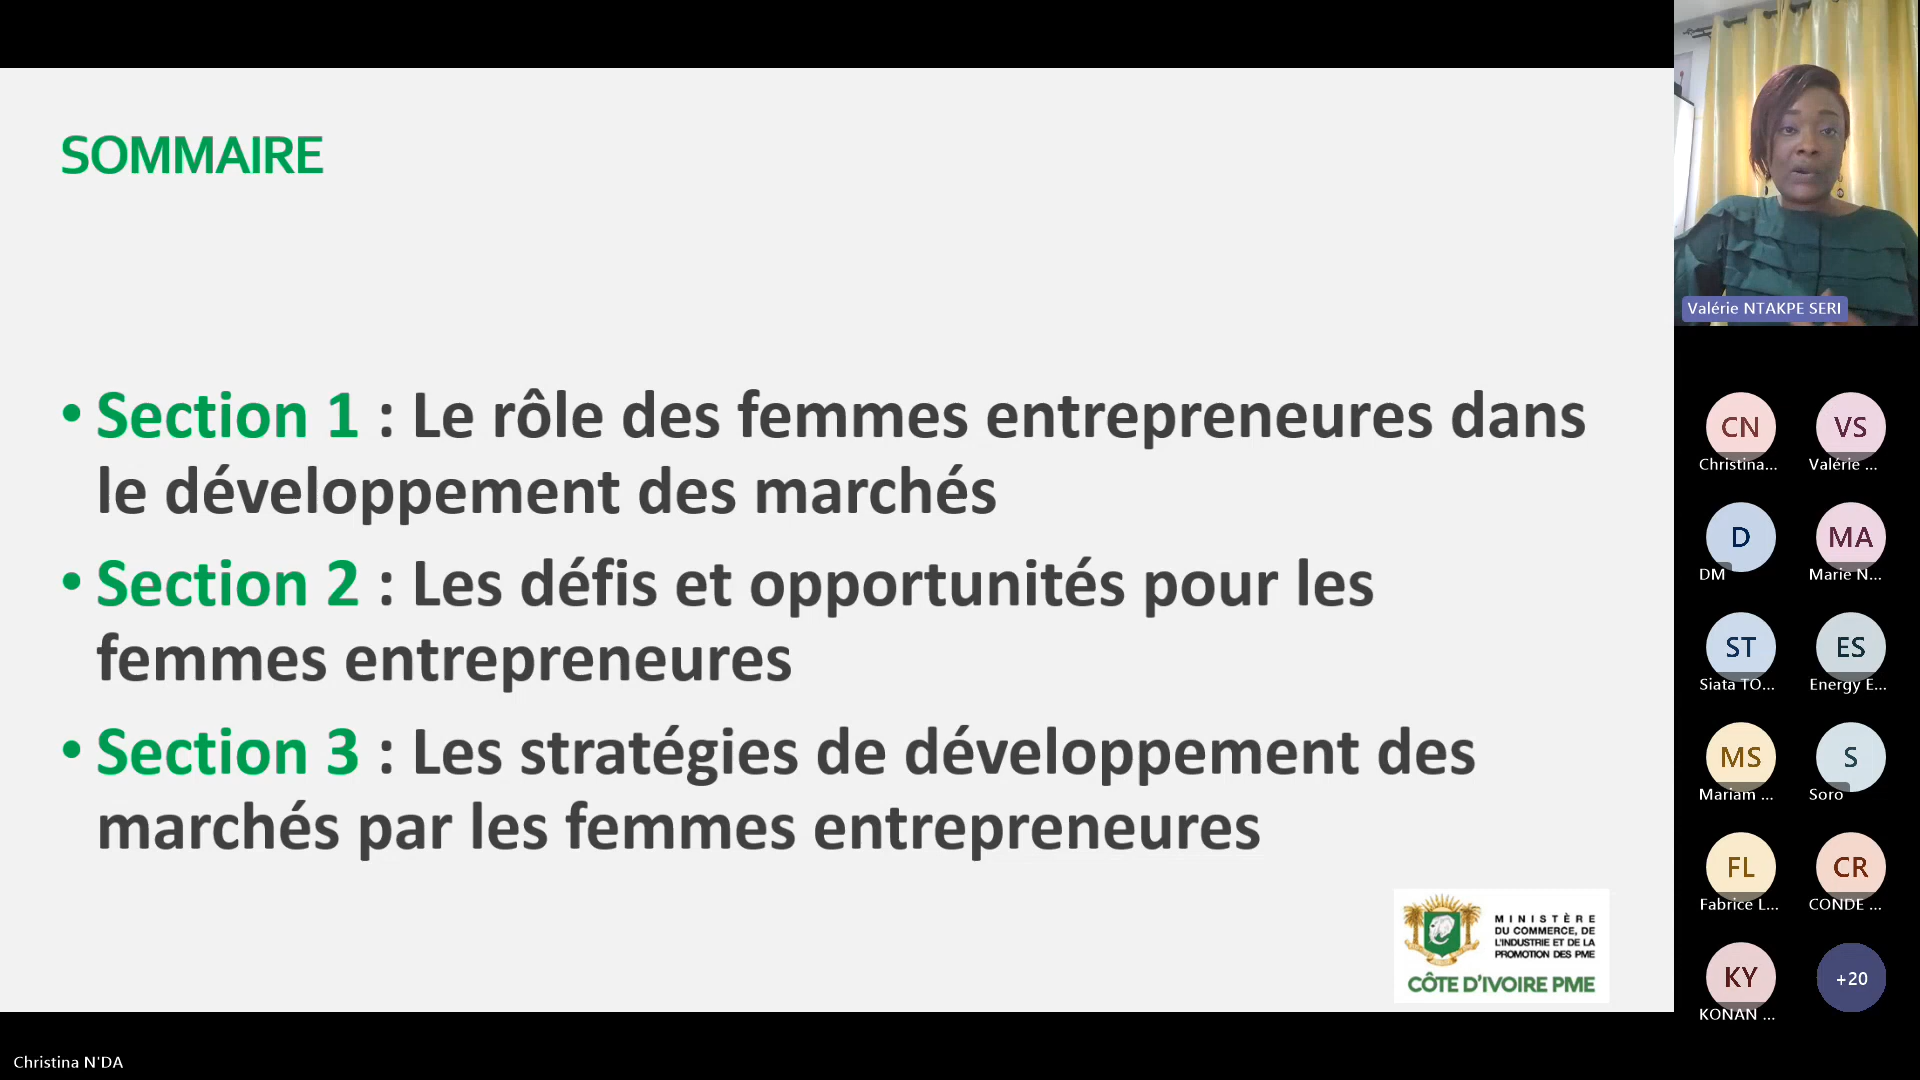 SOMMAIRE
• Section 1 : Le rôle des femmes entrepreneures dans
le développement des marchés
• Section 2 : Les défis et opportunités pour les
femmes entrepreneures
• Section 3 : Les stratégies de développement des
marchés par les femmes entrepreneures
MINISTÈRE
DU COMMERCE, DE
L'INDUSTRIE ET DE LA
PROMOTION DES PME
CÔTE D'IVOIRE PME
Valérie NTAKPE SERI
CN
VS
Christina...
Valérie ...
D
MA
DM
Marie N...
ST
ES
Siata TO...
Energy E...
MS
S
Mariam ...
Soro
FL
CR
Fabrice L...
CONDE ...
KY
+20
KONAN ...
Christina N'DA